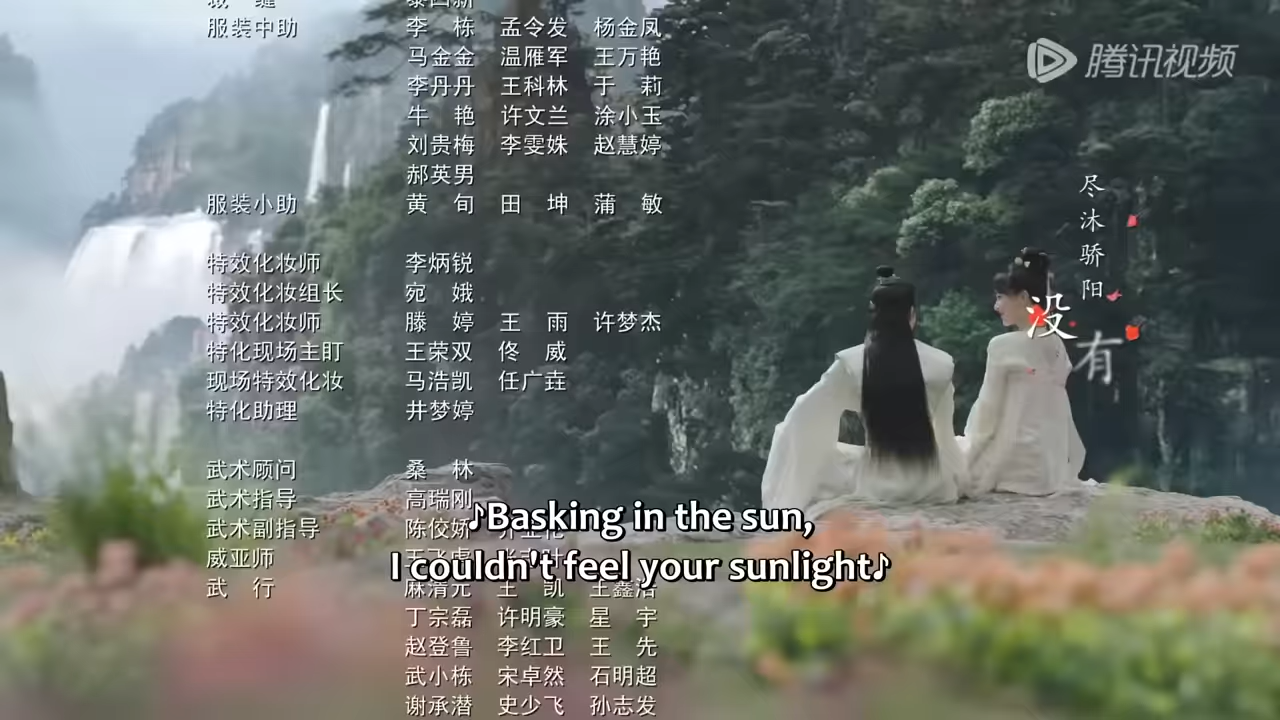 服装中助 李 栋 孟令发 杨金凤
马金金 温雁军 王万艳
李丹丹 王科林 于 莉
牛 艳 许文兰 涂小玉
刘贵梅 李雯姝 赵慧婷
郝英男
服装小助 黄 旬 田 坤 蒲 敏
特效化妆师 李炳锐
特效化妆组长 宛 娥
特效化妆师 滕 婷 王 雨 许梦杰
特化现场主盯 王荣双 佟 威
现场特效化妆 马浩凯 任广垚
特化助理 井梦婷
武术顾问 桑 林
武术指导 高瑞刚
武术副指导 陈佼娇
威亚师
武 行 王 凯
丁宗磊 许明豪 星 宇
赵登鲁 李红卫 王 先
武小栋 宋卓然 石明超
谢承潜 史少飞 孙志发
腾讯视频
尽沐骄阳
没有
♪Basking in the sun,
I couldn't feel your sunlight♪